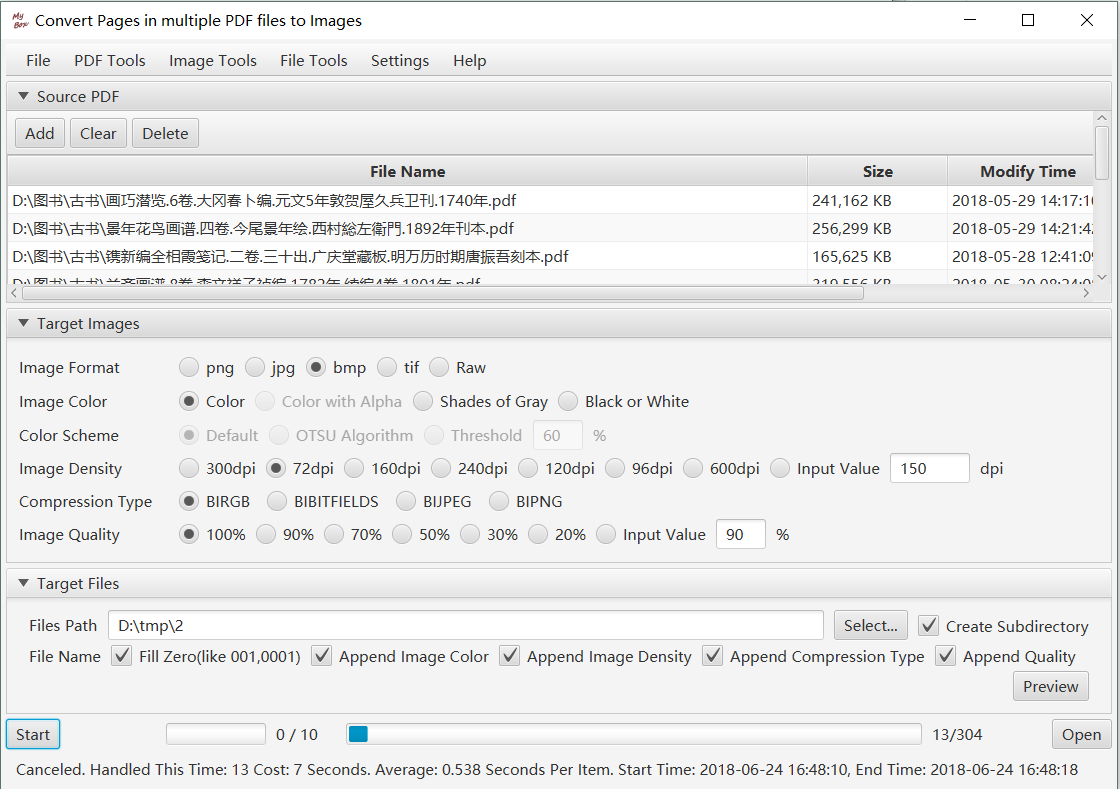 My Box Convert Pages in multiple PDF files to Images
File PDF Tools Image Tools File Tools Settings Help
Source PDF
Add Clear Delete
File Name Size Modify Time
D:\图书\古书\画巧潜览.6卷.大冈春卜编.元文5年敦贺屋久兵卫刊.1740年.pdf 241,162 KB 2018-05-29 14:17:10
D:\图书\古书\景年花鸟画谱.四卷.今尾景年绘.西村総左衛門.1892年刊本.pdf 256,299 KB 2018-05-29 14:21:42
D:\图书\古书\镌新编全相霞笺记.二卷.三十出.广庆堂藏板.明万历时期唐振吾刻本.pdf 165,625 KB 2018-05-28 12:41:09
Target Images
Image Format png jpg bmp tif Raw
Image Color Color Color with Alpha Shades of Gray Black or White
Color Scheme Default OTSU Algorithm Threshold 60 %
Image Density 300dpi 72dpi 160dpi 240dpi 120dpi 96dpi 600dpi Input Value 150 dpi
Compression Type BIRGB BIBITFIELDS BIJPEG BIPNG
Image Quality 100% 90% 70% 50% 30% 20% Input Value 90 %
Target Files
Files Path D:\tmp\2 Select... Create Subdirectory
File Name Fill Zero(like 001,0001) Append Image Color Append Image Density Append Compression Type Append Quality
Preview
Start 0 / 10 13/304 Open
Canceled. Handled This Time: 13 Cost: 7 Seconds. Average: 0.538 Seconds Per Item. Start Time: 2018-06-24 16:48:10, End Time: 2018-06-24 16:48:18